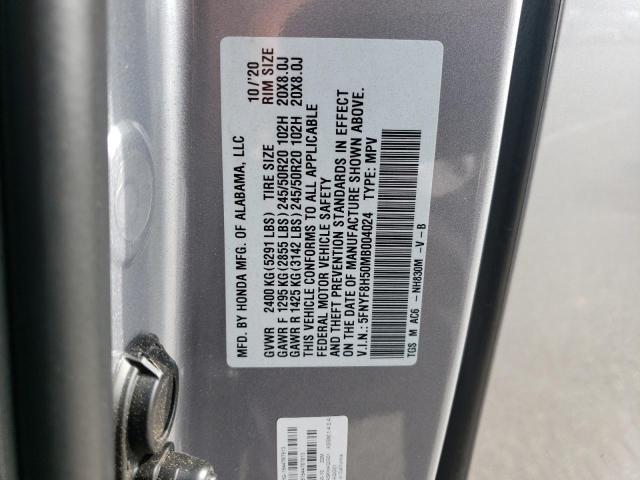 MFD. BY HONDA MFG. OF ALABAMA, LLC 10/'20
GVWR 2400 KG(5291 LBS) TIRE SIZE RIM SIZE
GAWR F 1295 KG(2855 LBS)245/50R20 102H 20X8.0J
GAWR R 1425 KG(3142 LBS)245/50R20 102H 20X8.0J
THIS VEHICLE CONFORMS TO ALL APPLICABLE
FEDERAL MOTOR VEHICLE SAFETY
AND THEFT PREVENTION STANDARDS IN EFFECT
ON THE DATE OF MANUFACTURE SHOWN ABOVE.
V.I.N.: 5FNYF8H50MB004024 TYPE: MPV
TGS M AC6 - NH830M -V - B